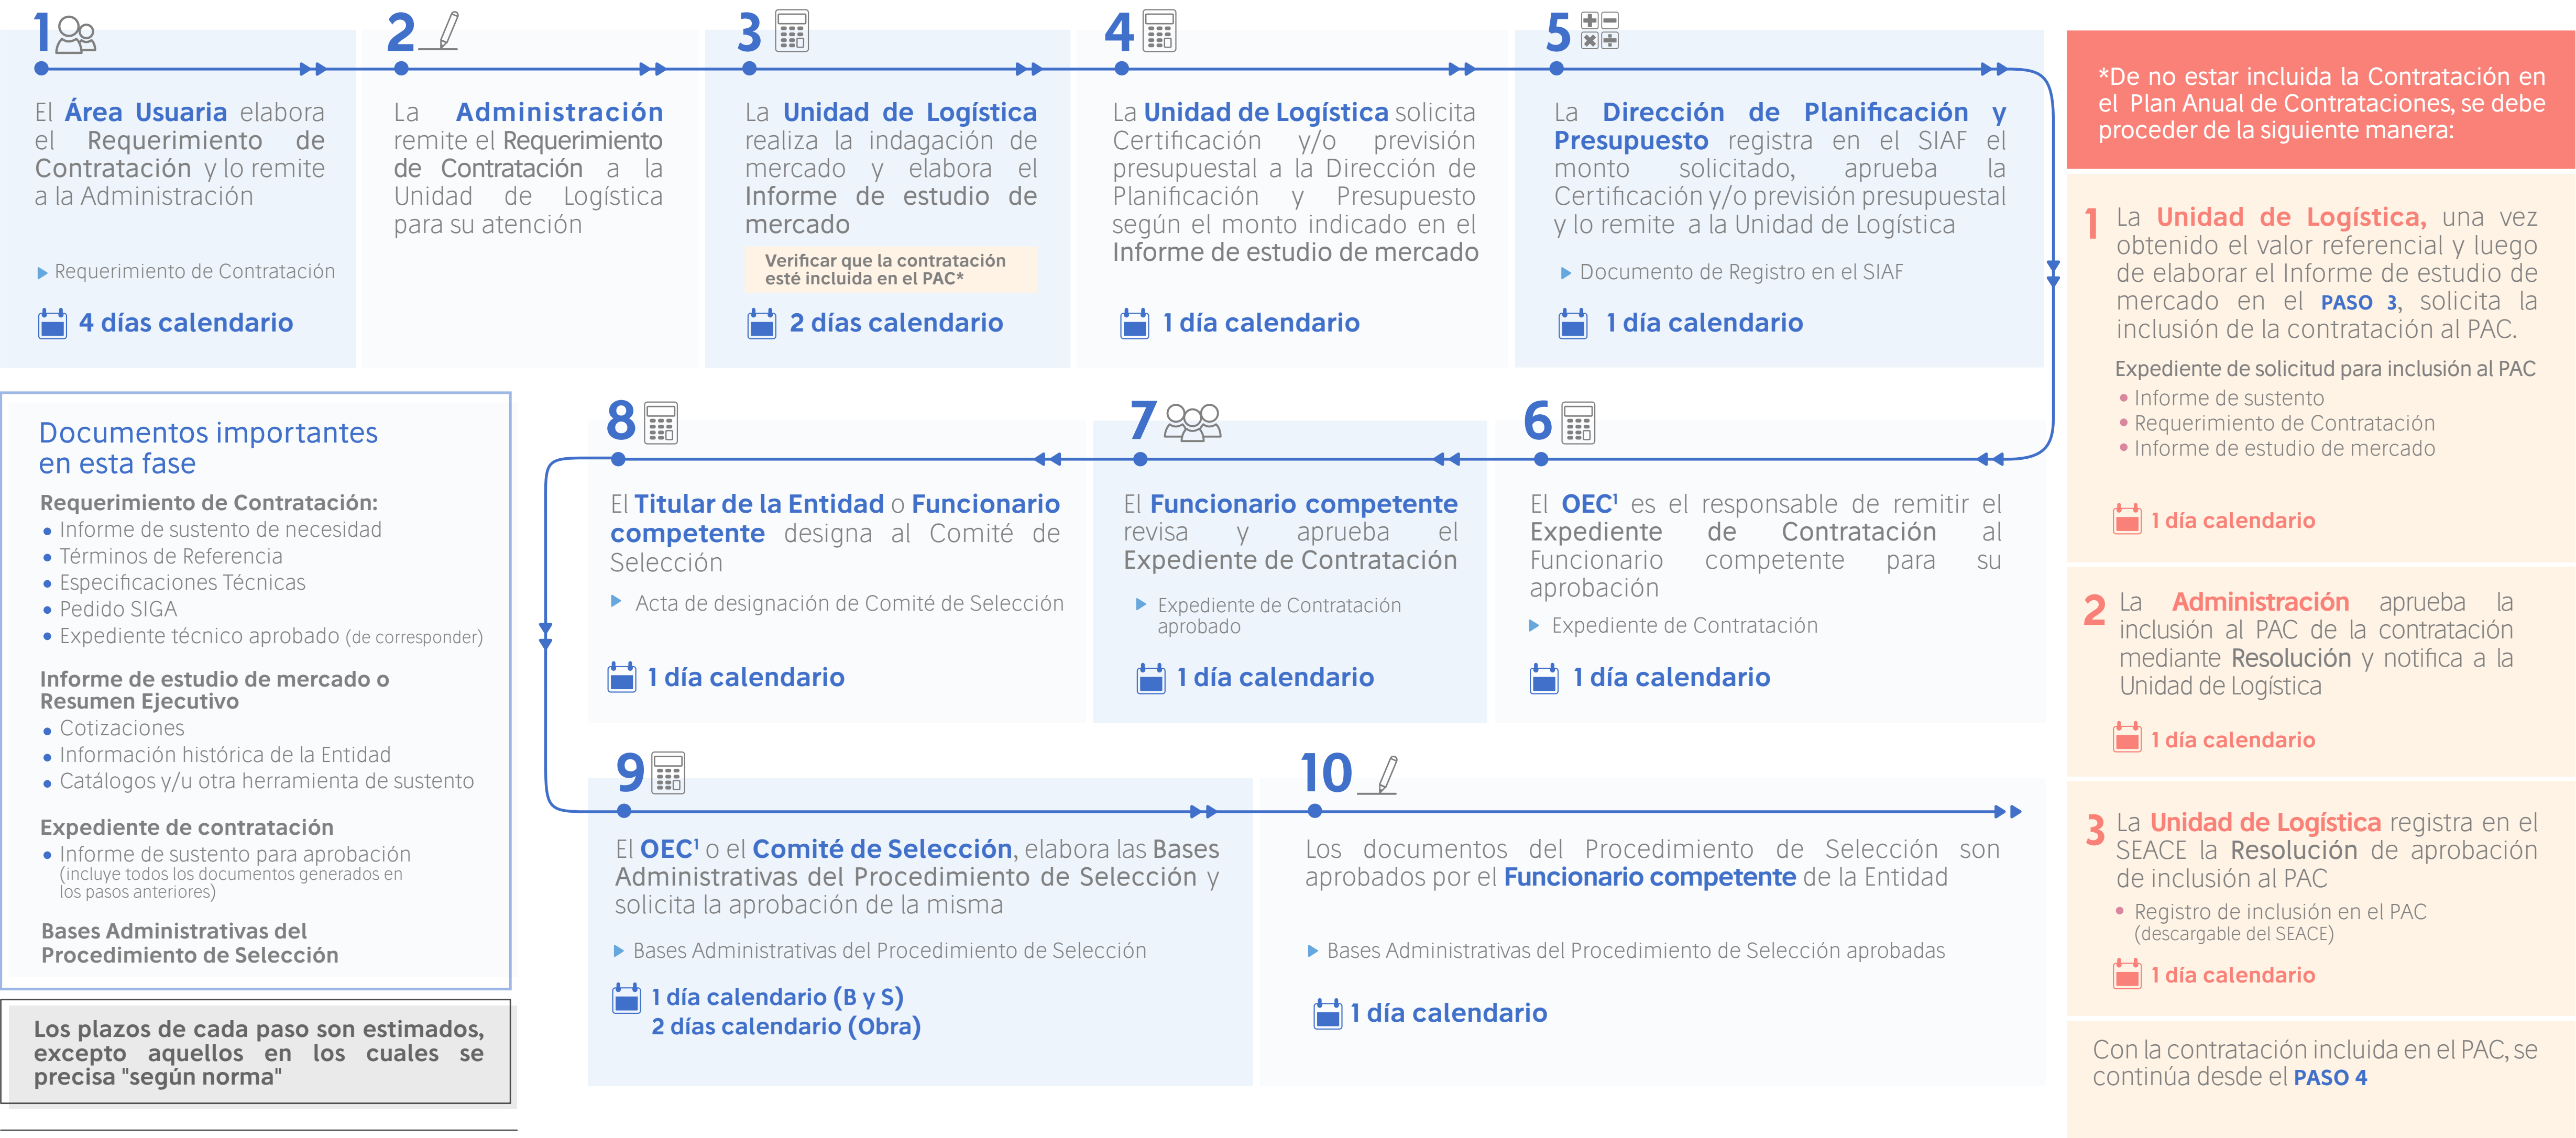 1
El Área Usuaria elabora
el Requerimiento de
Contratación y lo remite
a la Administración
Requerimiento de Contratación
4 días calendario
2
La Administración
remite el Requerimiento
de Contratación a la
Unidad de Logística
para su atención
3
La Unidad de Logística
realiza la indagación de
mercado y elabora el
Informe de estudio de
mercado
Verificar que la contratación
esté incluida en el PAC*
2 días calendario
4
La Unidad de Logística solicita
Certificación y/o previsión
presupuestal a la Dirección de
Planificación y Presupuesto
según el monto indicado en el
Informe de estudio de mercado
1 día calendario
5
La Dirección de Planificación y
Presupuesto registra en el SIAF el
monto solicitado, aprueba la
Certificación y/o previsión presupuestal
y lo remite a la Unidad de Logística
Documento de Registro en el SIAF
1 día calendario
6
El OEC¹ es el responsable de remitir el
Expediente de Contratación al
Funcionario competente para su
aprobación
Expediente de Contratación
1 día calendario
7
El Funcionario competente
revisa y aprueba el
Expediente de Contratación
Expediente de Contratación
aprobado
1 día calendario
8
El Titular de la Entidad o Funcionario
competente designa al Comité de
Selección
Acta de designación de Comité de Selección
1 día calendario
9
El OEC¹ o el Comité de Selección, elabora las Bases
Administrativas del Procedimiento de Selección y
solicita la aprobación de la misma
Bases Administrativas del Procedimiento de Selección
1 día calendario (B y S)
2 días calendario (Obra)
10
Los documentos del Procedimiento de Selección son
aprobados por el Funcionario competente de la Entidad
Bases Administrativas del Procedimiento de Selección aprobadas
1 día calendario
Documentos importantes
en esta fase
Requerimiento de Contratación:
• Informe de sustento de necesidad
• Términos de Referencia
• Especificaciones Técnicas
• Pedido SIGA
• Expediente técnico aprobado (de corresponder)
Informe de estudio de mercado o
Resumen Ejecutivo
• Cotizaciones
• Información histórica de la Entidad
• Catálogos y/u otra herramienta de sustento
Expediente de contratación
• Informe de sustento para aprobación
(incluye todos los documentos generados en
los pasos anteriores)
Bases Administrativas del
Procedimiento de Selección
Los plazos de cada paso son estimados,
excepto aquellos en los cuales se
precisa "según norma"
*De no estar incluida la Contratación en
el Plan Anual de Contrataciones, se debe
proceder de la siguiente manera:
1
La Unidad de Logística, una vez
obtenido el valor referencial y luego
de elaborar el Informe de estudio de
mercado en el PASO 3, solicita la
inclusión de la contratación al PAC.
Expediente de solicitud para inclusión al PAC
• Informe de sustento
• Requerimiento de Contratación
• Informe de estudio de mercado
1 día calendario
2
La Administración aprueba la
inclusión al PAC de la contratación
mediante Resolución y notifica a la
Unidad de Logística
1 día calendario
3
La Unidad de Logística registra en el
SEACE la Resolución de aprobación
de inclusión al PAC
• Registro de inclusión en el PAC
(descargable del SEACE)
1 día calendario
Con la contratación incluida en el PAC, se
continúa desde el PASO 4